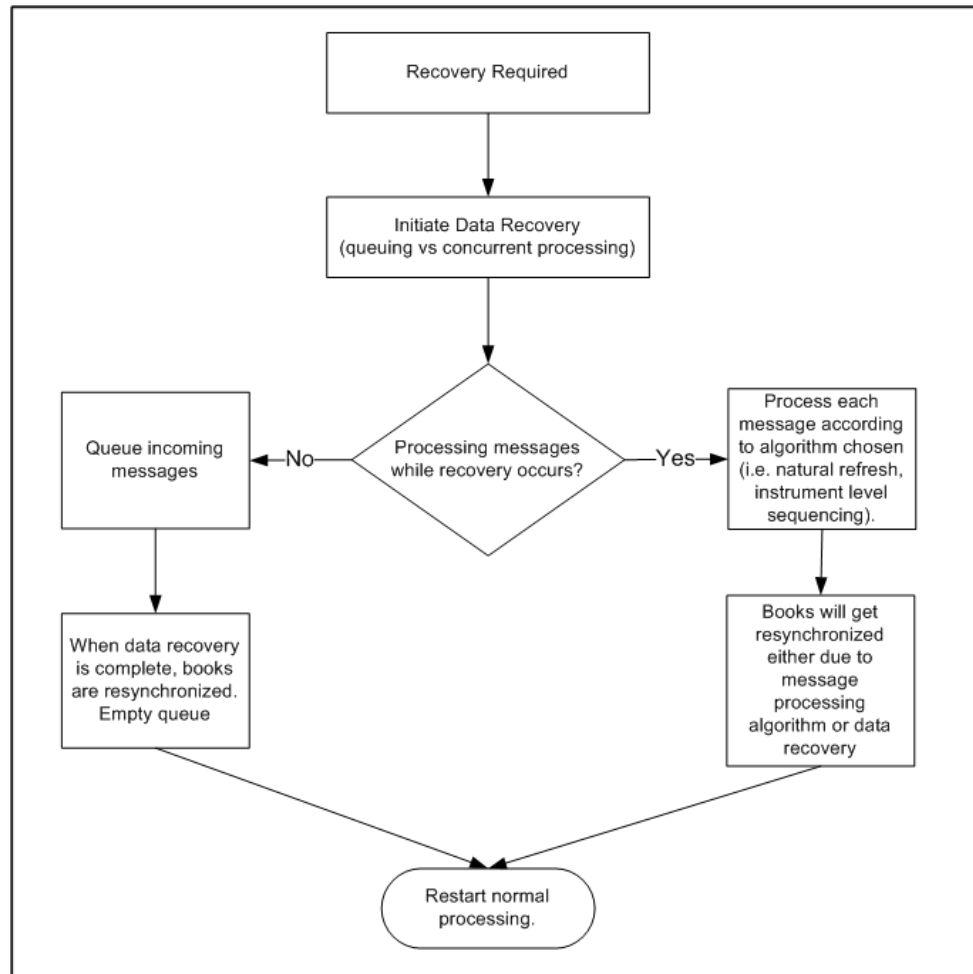 Recovery Required
Initiate Data Recovery
(queuing vs concurrent processing)
Processing messages
while recovery occurs?
No
Yes
Queue incoming
messages
Process each
message according
to algorithm chosen
(i.e. natural refresh,
instrument level
sequencing).
When data recovery
is complete, books
are resynchronized.
Empty queue
Books will get
resynchronized
either due to
message
processing
algorithm or data
recovery
Restart normal
processing.